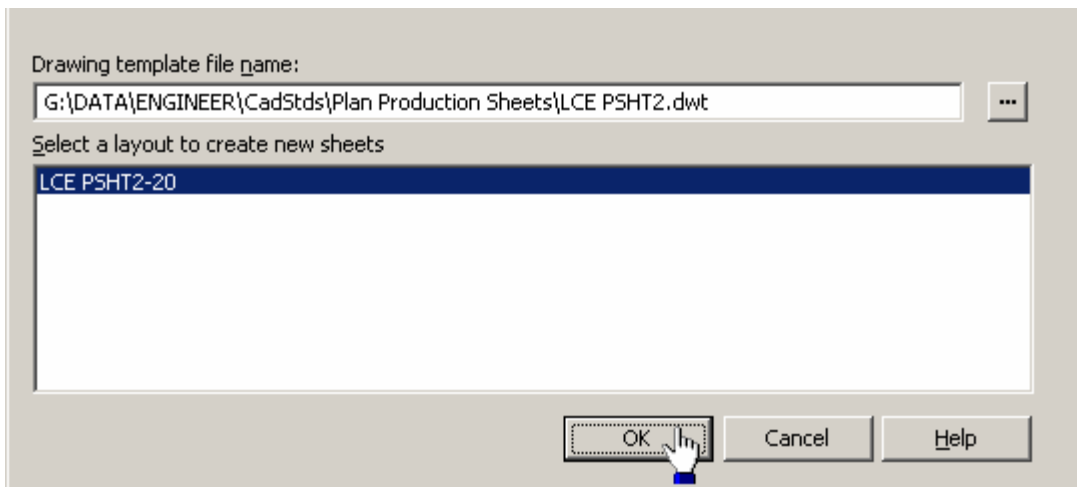 Drawing template file name:
G:\DATA\ENGINEER\CadStds\Plan Production Sheets\LCE PSHT2.dwt
...
Select a layout to create new sheets
LCE PSHT2-20
OK Cancel Help